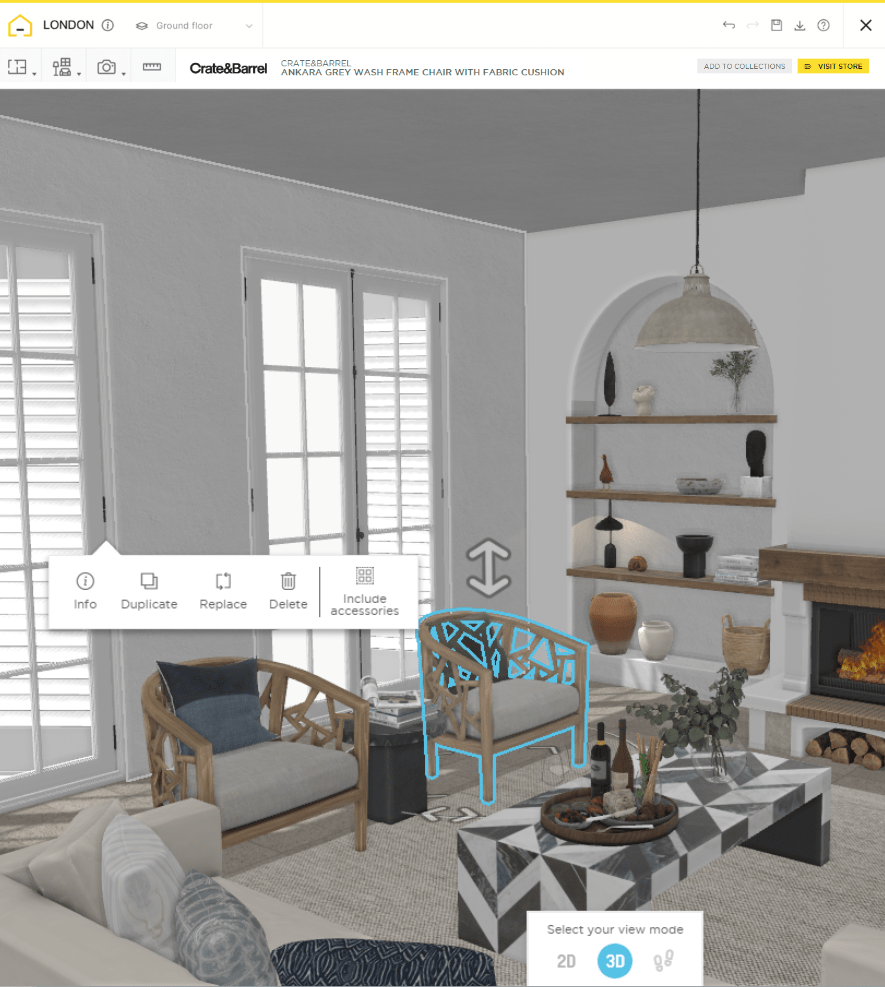 LONDON
Ground floor
Crate&Barrel
CRATE&BARREL
ANKARA GREY WASH FRAME CHAIR WITH FABRIC CUSHION
ADD TO COLLECTIONS
VISIT STORE
Info
Duplicate
Replace
Delete
Include
accessories
Select your view mode
2D
3D